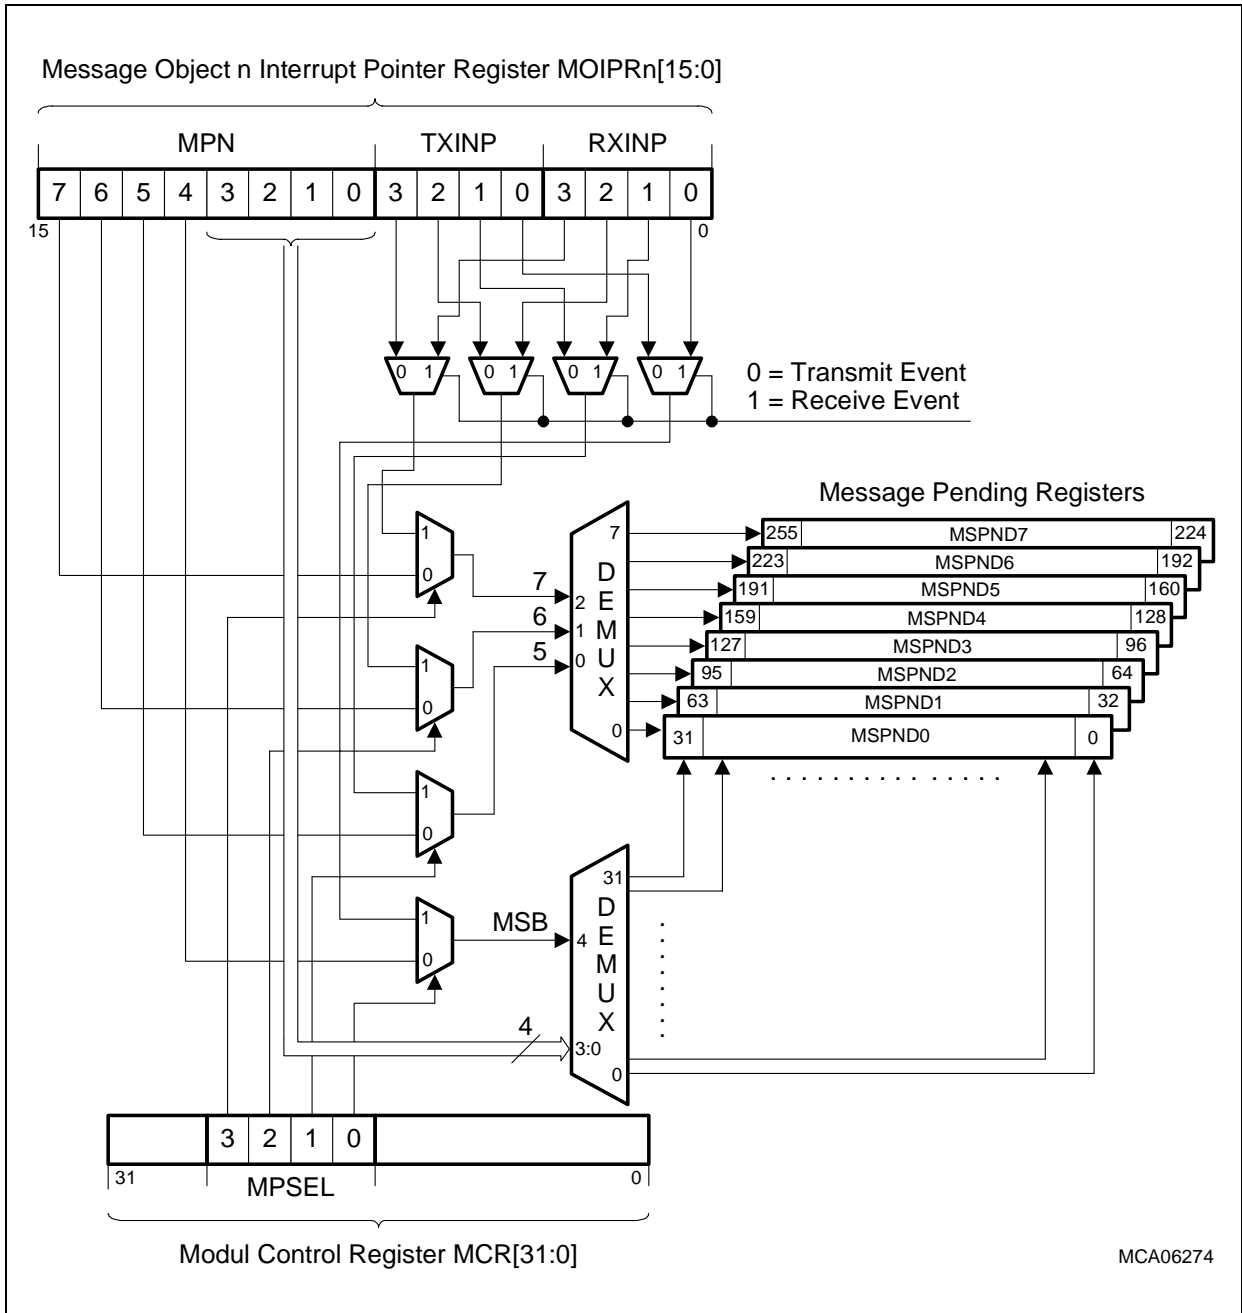 Message Object n Interrupt Pointer Register MOIPRn[15:0]
MPN TXINP RXINP
7 6 5 4 3 2 1 0 3 2 1 0 3 2 1 0
15 0
0 1 0 1 0 1 0 1
0 = Transmit Event
1 = Receive Event
Message Pending Registers
255 MSPND7 224
223 MSPND6 192
191 MSPND5 160
159 MSPND4 128
127 MSPND3 96
95 MSPND2 64
63 MSPND1 32
31 MSPND0 0
. . . . . . . . . . . . . . .
1
0
1
0
1
0
1
0
7
6
5
7
2
1
0
0
DEMUX
MSB
4
31
4
3:0
0
DEMUX
3 2 1 0
31 0
MPSEL
Modul Control Register MCR[31:0]
MCA06274